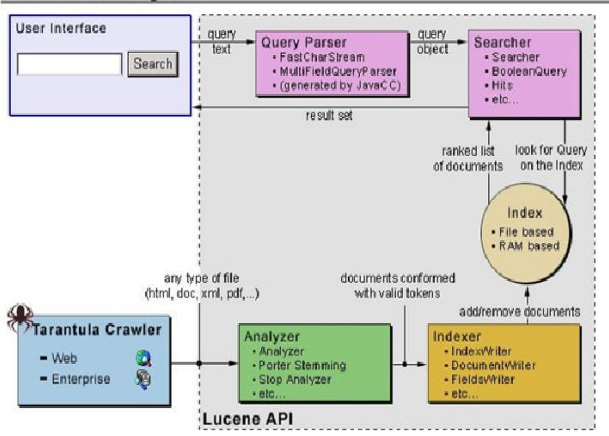 User Interface
Search
query
text
Query Parser
• FastCharStream
• MultiFieldQueryParser
• (generated by JavaCC)
query
object
Searcher
• Searcher
• BooleanQuery
• Hits
• etc...
result set
ranked list
of documents
look for Query
on the Index
Index
• File based
• RAM based
any type of file
(html, doc, xml, pdf,...)
documents conformed
with valid tokens
add/remove documents
Tarantula Crawler
- Web
- Enterprise
Analyzer
• Analyzer
• Porter Stemming
• Stop Analyzer
• etc...
Indexer
• IndexWriter
• DocumentWriter
• FieldsWriter
• etc...
Lucene API